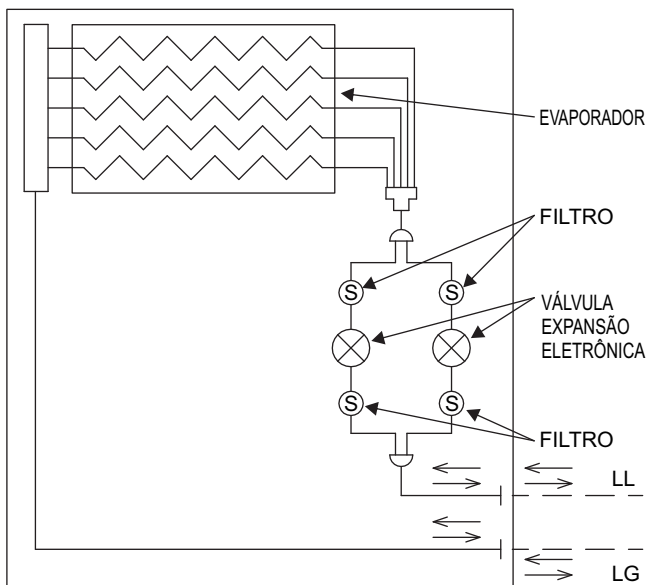 EVAPORADOR
FILTRO
S
S
VÁLVULA
EXPANSÃO
ELETRÔNICA
S
S
FILTRO
LL
LG